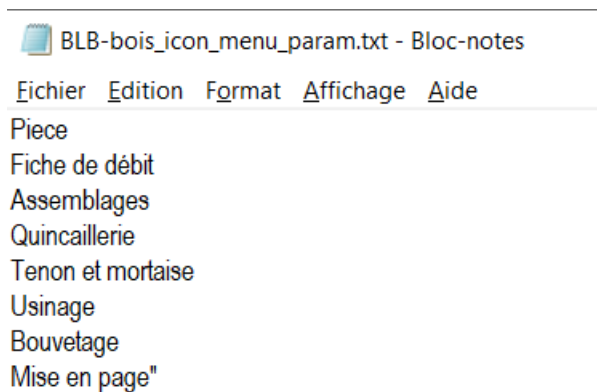 BLB-bois_icon_menu_param.txt - Bloc-notes
Fichier Edition Format Affichage Aide
Piece
Fiche de débit
Assemblages
Quincaillerie
Tenon et mortaise
Usinage
Bouvetage
Mise en page"